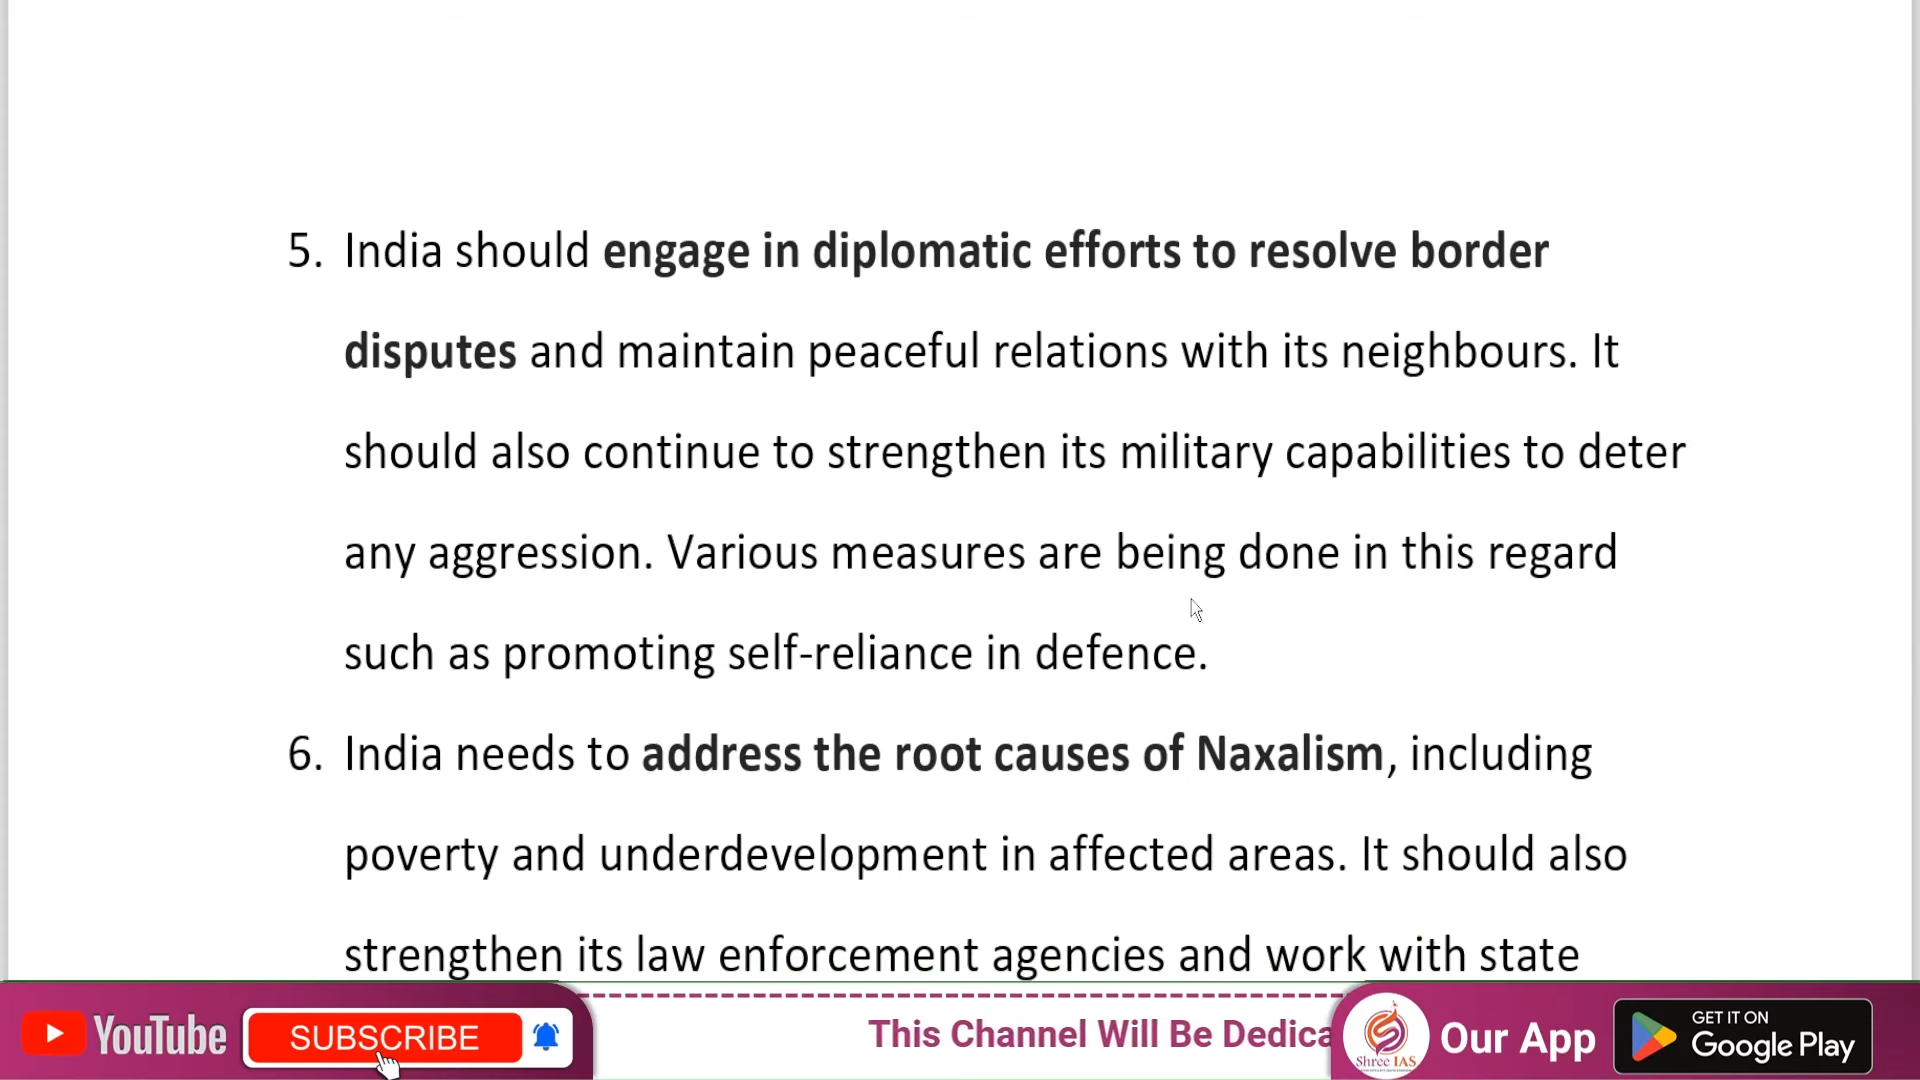 5. India should engage in diplomatic efforts to resolve border
disputes and maintain peaceful relations with its neighbours. It
should also continue to strengthen its military capabilities to deter
any aggression. Various measures are being done in this regard
such as promoting self-reliance in defence.
6. India needs to address the root causes of Naxalism, including
poverty and underdevelopment in affected areas. It should also
strengthen its law enforcement agencies and work with state
YouTube
SUBSCRIBE
This Channel Will Be Dedica
Shree IAS
Our App
GET IT ON
Google Play